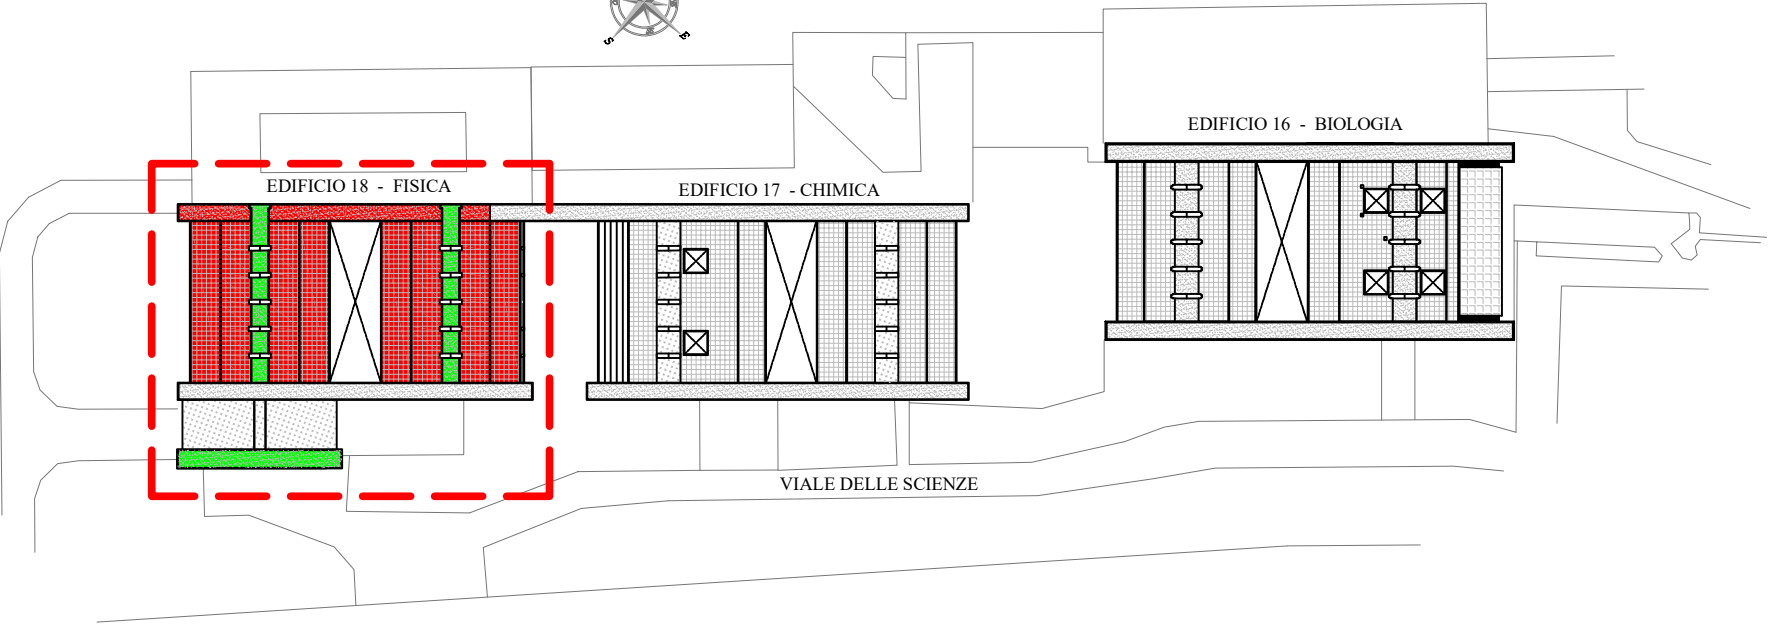 S
E
EDIFICIO 16 - BIOLOGIA
EDIFICIO 18 - FISICA
EDIFICIO 17 - CHIMICA
VIALE DELLE SCIENZE